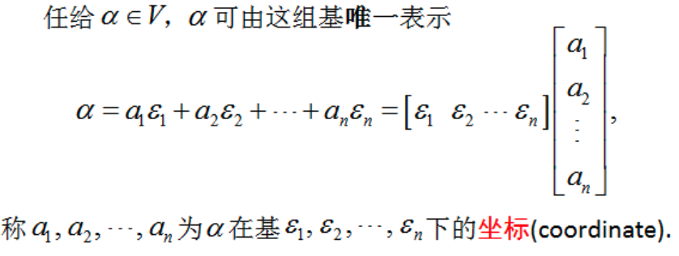 任给 α ∈ V, α 可由这组基唯一表示
α = a₁ε₁ + a₂ε₂ + ⋯ + aₙεₙ = [ε₁ ε₂ ⋯ εₙ] [a₁ a₂ ⋮ aₙ],
称 a₁, a₂, ⋯, aₙ 为 α 在基 ε₁, ε₂, ⋯, εₙ 下的坐标(coordinate).